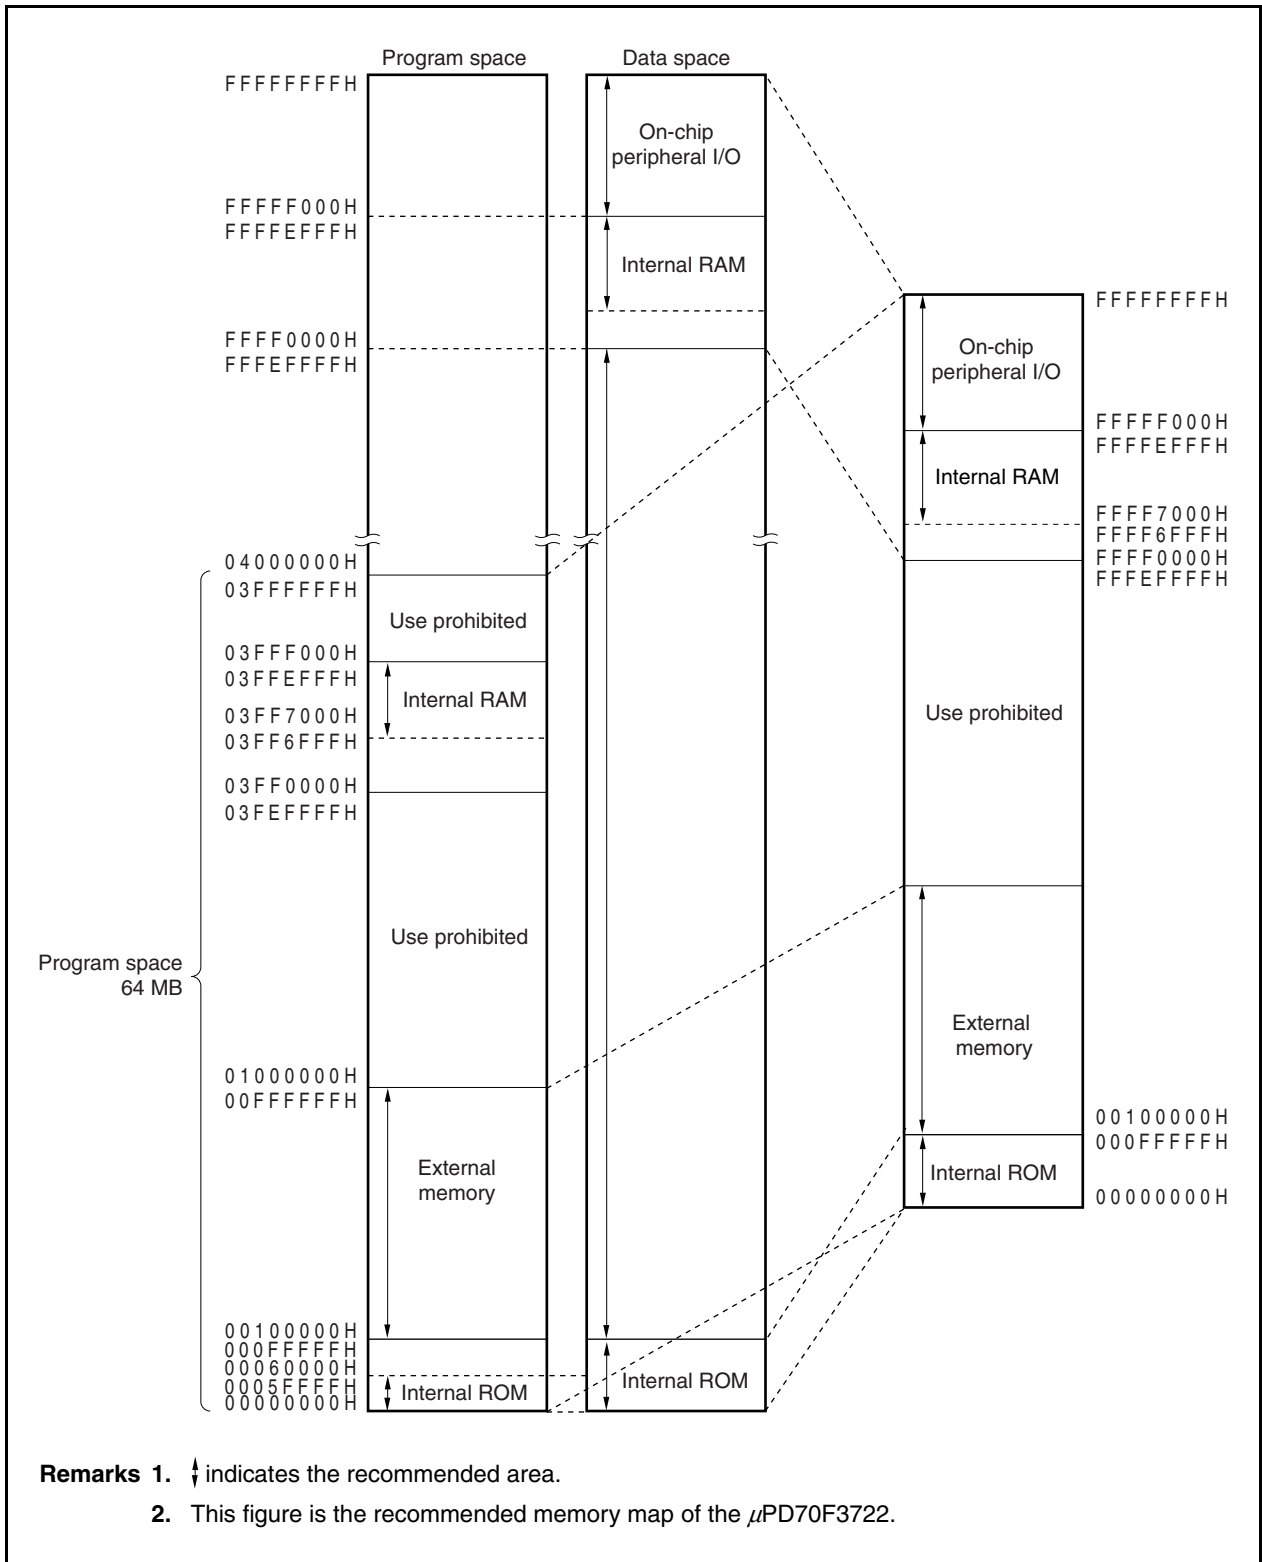 Program space
Data space
FFFFFFFFH
On-chip
peripheral I/O
FFFFF000H
FFFFEFFFH
Internal RAM
FFFF0000H
FFFEFFFFH
04000000H
03FFFFFFH
Use prohibited
03FFF000H
03FFEFFFH
Internal RAM
03FF7000H
03FF6FFFH
03FF0000H
03FEFFFFH
Use prohibited
Program space
64 MB
01000000H
00FFFFFFH
External
memory
00100000H
000FFFFFH
00060000H
0005FFFFH
00000000H
Internal ROM
Internal ROM
FFFFFFFFH
On-chip
peripheral I/O
FFFFF000H
FFFFEFFFH
Internal RAM
FFFF7000H
FFFF6FFFH
FFFF0000H
FFFEFFFFH
Use prohibited
External
memory
00100000H
000FFFFFH
Internal ROM
00000000H
Remarks 1. ↕ indicates the recommended area.
2. This figure is the recommended memory map of the μPD70F3722.